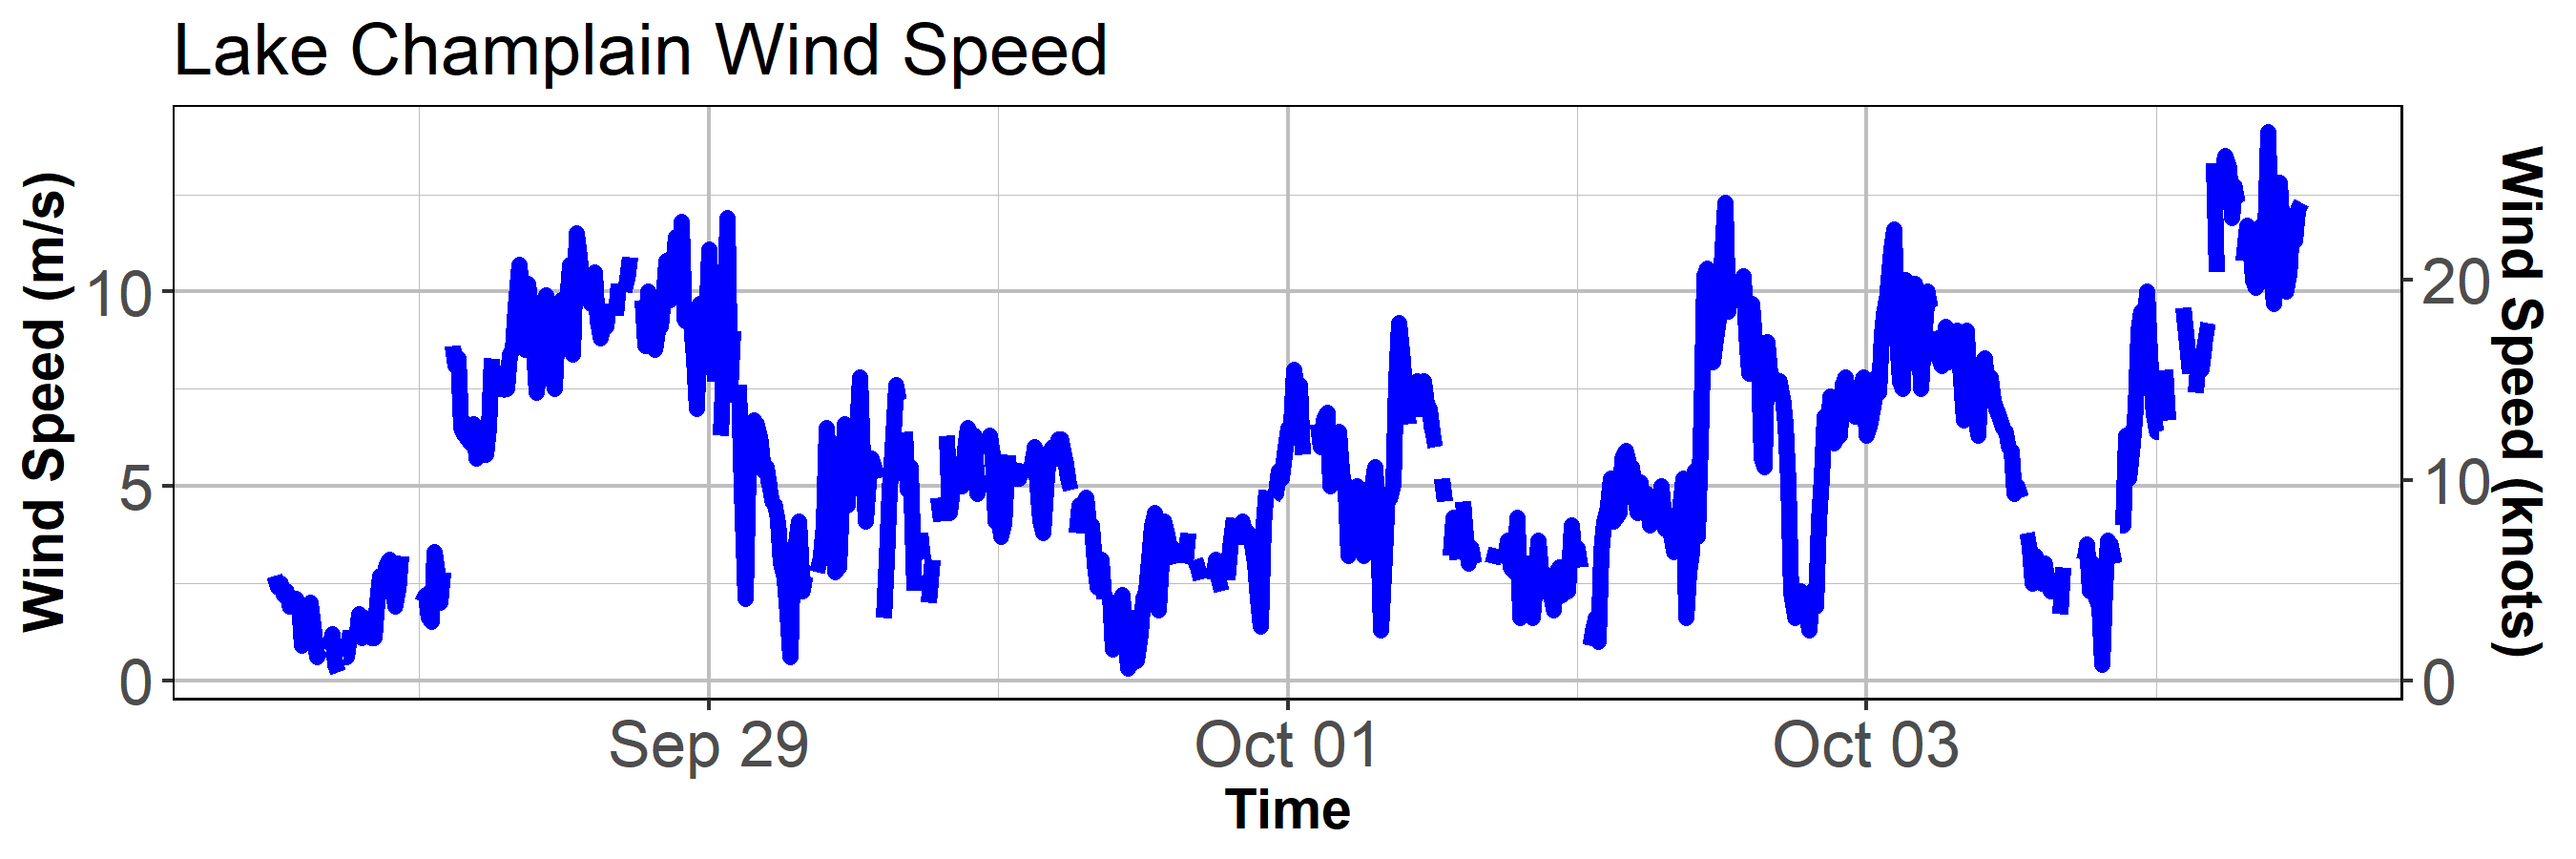 Lake Champlain Wind Speed
Wind Speed (m/s)
10
5
0
20
10
0
Wind Speed (knots)
Sep 29
Oct 01
Oct 03
Time